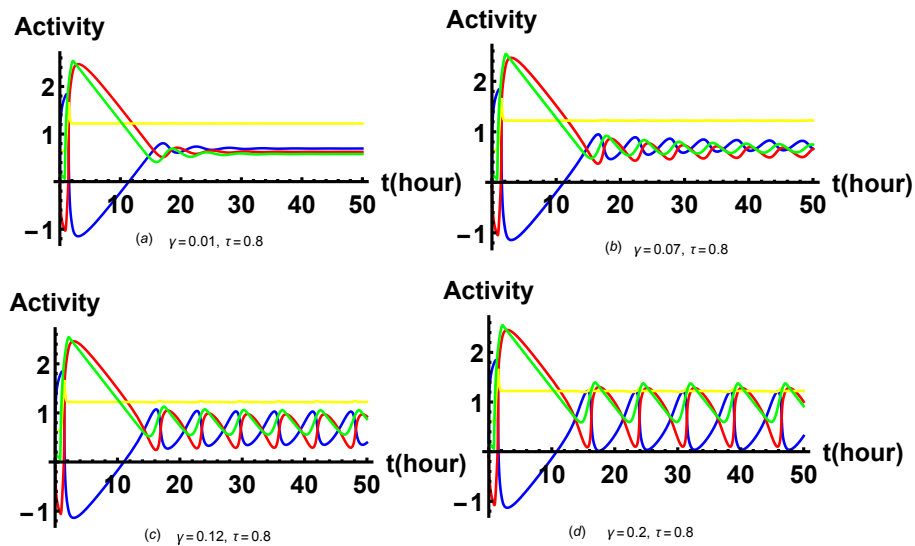 Activity
2
1
-1
10 20 30 40 50
t(hour)
(a) γ=0.01, τ=0.8
Activity
2
1
-1
10 20 30 40 50
t(hour)
(b) γ=0.07, τ=0.8
Activity
2
1
-1
10 20 30 40 50
t(hour)
(c) γ=0.12, τ=0.8
Activity
2
1
-1
10 20 30 40 50
t(hour)
(d) γ=0.2, τ=0.8